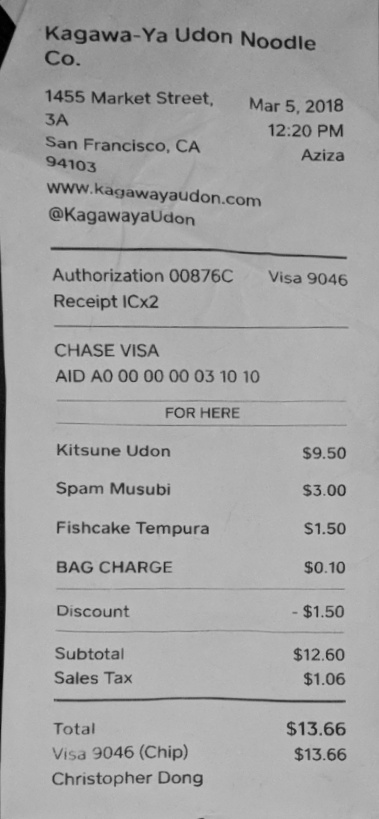 Kagawa-Ya Udon Noodle
Co.
1455 Market Street,
3A
San Francisco, CA
94103
Mar 5, 2018
12:20 PM
Aziza
www.kagawayaudon.com
@KagawayaUdon
Authorization 00876C Visa 9046
Receipt ICx2
CHASE VISA
AID A0 00 00 00 03 10 10
FOR HERE
Kitsune Udon $9.50
Spam Musubi $3.00
Fishcake Tempura $1.50
BAG CHARGE $0.10
Discount - $1.50
Subtotal $12.60
Sales Tax $1.06
Total $13.66
Visa 9046 (Chip) $13.66
Christopher Dong